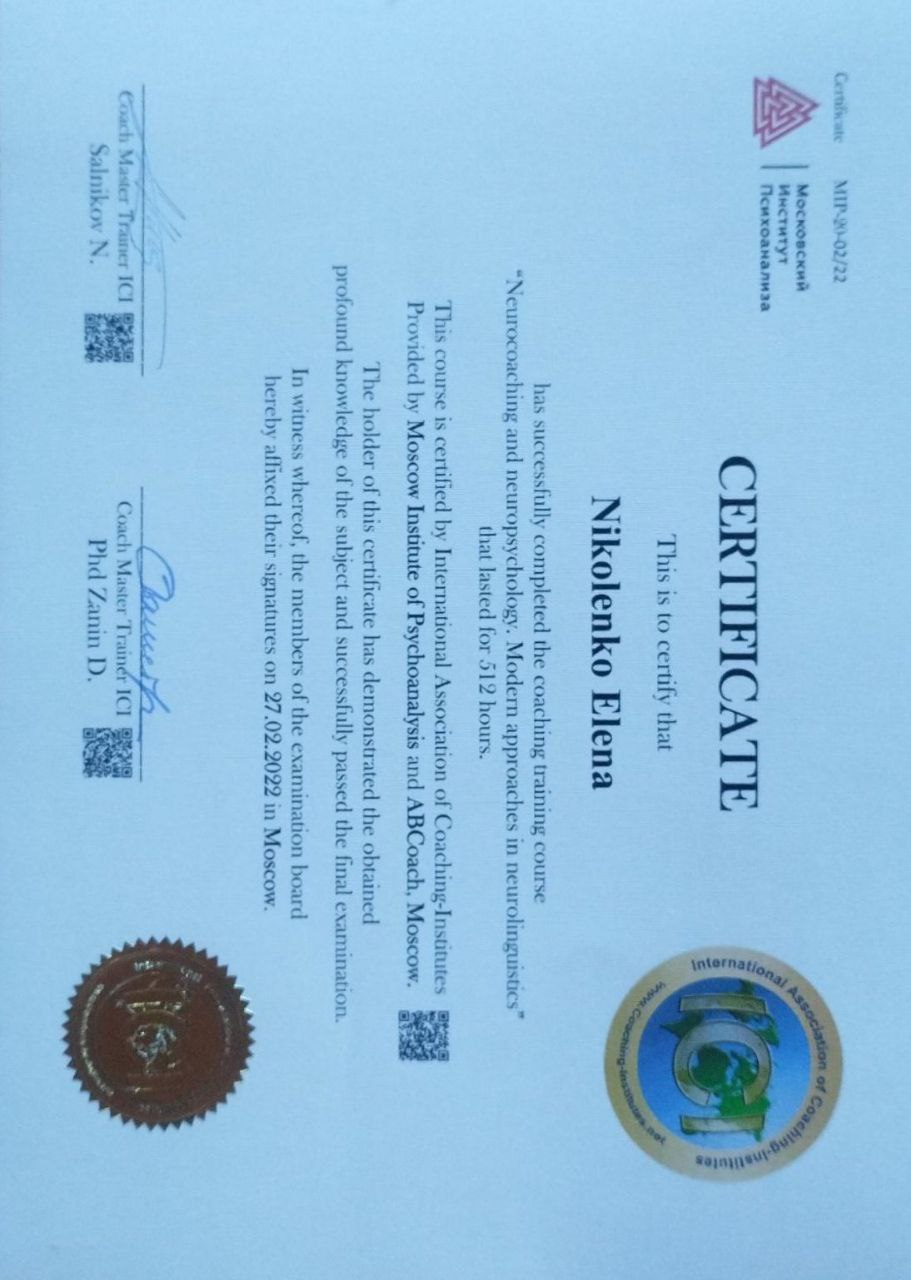 Certificate MIP-20-02/22
Московский
Институт
Психоанализа
International Association of Coaching-Institutes
ICI
www.Coaching-Institutes.net
CERTIFICATE
This is to certify that
Nikolenko Elena
has successfully completed the coaching training course
“Neurocoaching and neuropsychology. Modern approaches in neurolinguistics”
that lasted for 512 hours.
This course is certified by International Association of Coaching-Institutes
Provided by Moscow Institute of Psychoanalysis and ABCoach, Moscow.
The holder of this certificate has demonstrated the obtained
profound knowledge of the subject and successfully passed the final examination.
In witness whereof, the members of the examination board
hereby affixed their signatures on 27.02.2022 in Moscow.
Coach Master Trainer ICI
Salnikov N.
Coach Master Trainer ICI
Phd Zanin D.